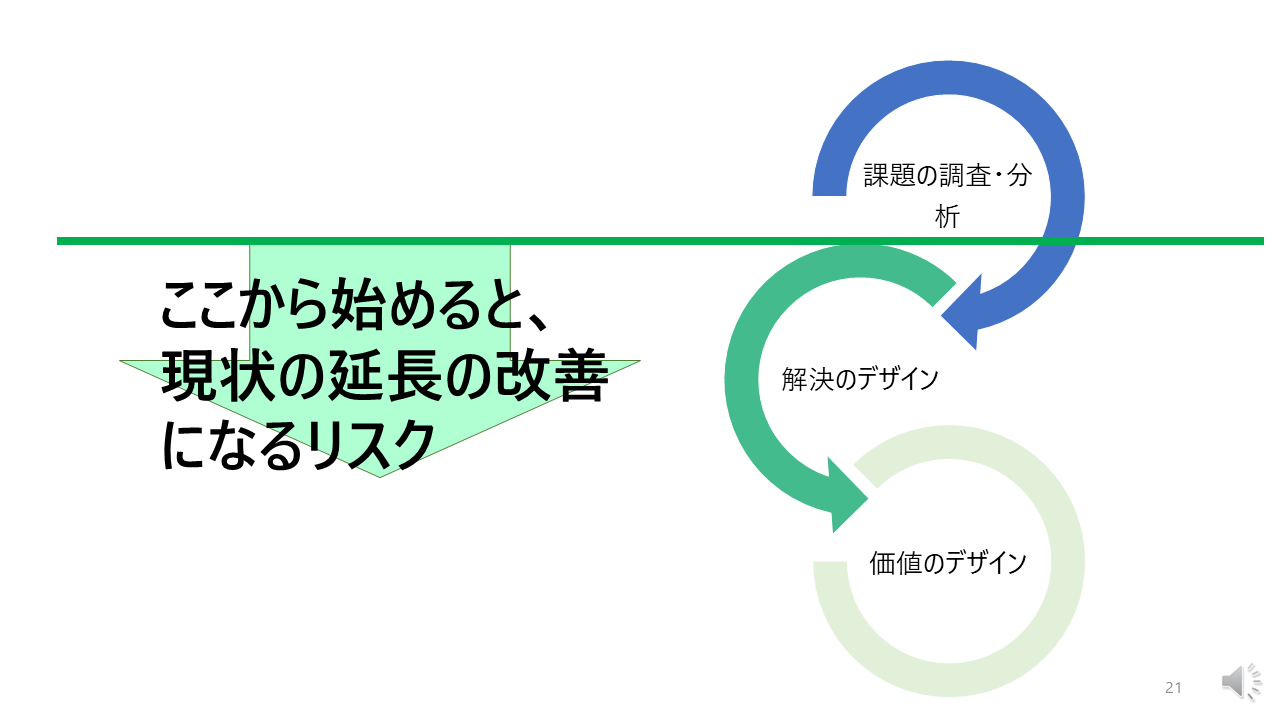 課題の調査・分
析
ここから始めると、
現状の延長の改善
になるリスク
解決のデザイン
価値のデザイン
21